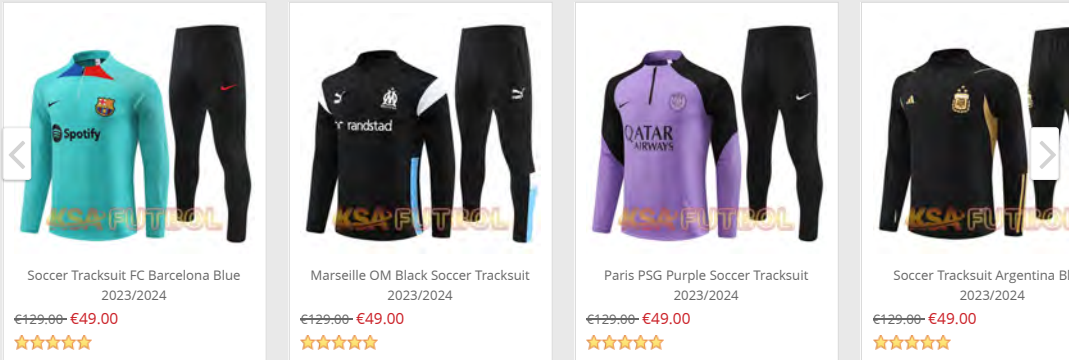 Spotify
KSA FUTBOL
Soccer Tracksuit FC Barcelona Blue
2023/2024
€129.00 €49.00
randstad
KSA FUTBOL
Marseille OM Black Soccer Tracksuit
2023/2024
€129.00 €49.00
QATAR
AIRWAYS
KSA FUTBOL
Paris PSG Purple Soccer Tracksuit
2023/2024
€129.00 €49.00
KSA FUTB
Soccer Tracksuit Argentina Bl
2023/2024
€129.00 €49.00